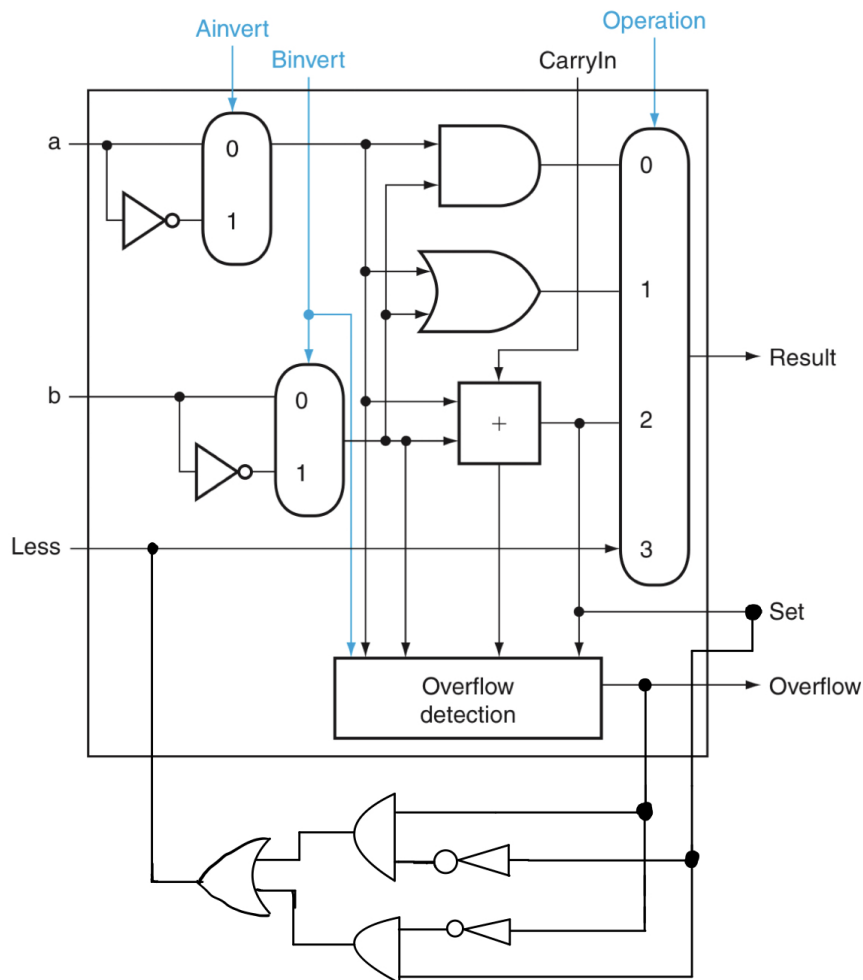 Ainvert
Binvert
CarryIn
Operation
a
0
1
0
1
b
0
1
+
2
Result
Less
3
Set
Overflow
detection
Overflow